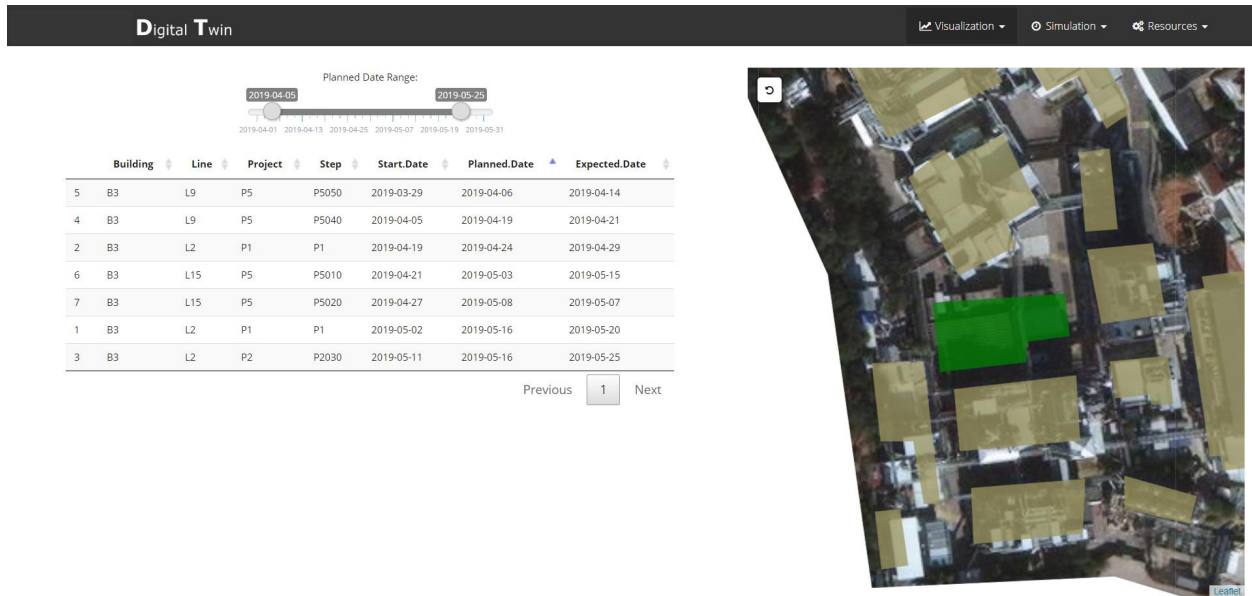 Digital Twin
Visualization
Simulation
Resources
Planned Date Range:
2019-04-05 2019-05-25
2019-04-01 2019-04-13 2019-04-25 2019-05-07 2019-05-19 2019-05-31
Building Line Project Step Start.Date Planned.Date Expected.Date
5 B3 L9 P5 P5050 2019-03-29 2019-04-06 2019-04-14
4 B3 L9 P5 P5040 2019-04-05 2019-04-19 2019-04-21
2 B3 L2 P1 P1 2019-04-19 2019-04-24 2019-04-29
6 B3 L15 P5 P5010 2019-04-21 2019-05-03 2019-05-15
7 B3 L15 P5 P5020 2019-04-27 2019-05-08 2019-05-07
1 B3 L2 P1 P1 2019-05-02 2019-05-16 2019-05-20
3 B3 L2 P2 P2030 2019-05-11 2019-05-16 2019-05-25
Previous 1 Next
Leaflet